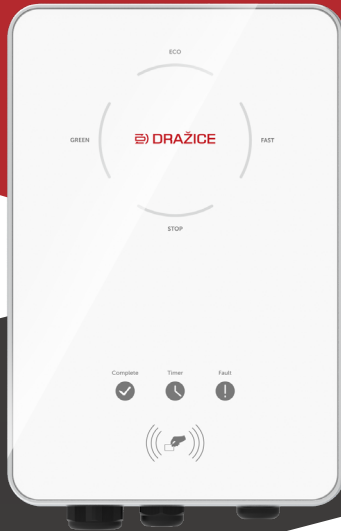 ECO
GREEN
DRAŽICE
FAST
STOP
Complete
Timer
Fault